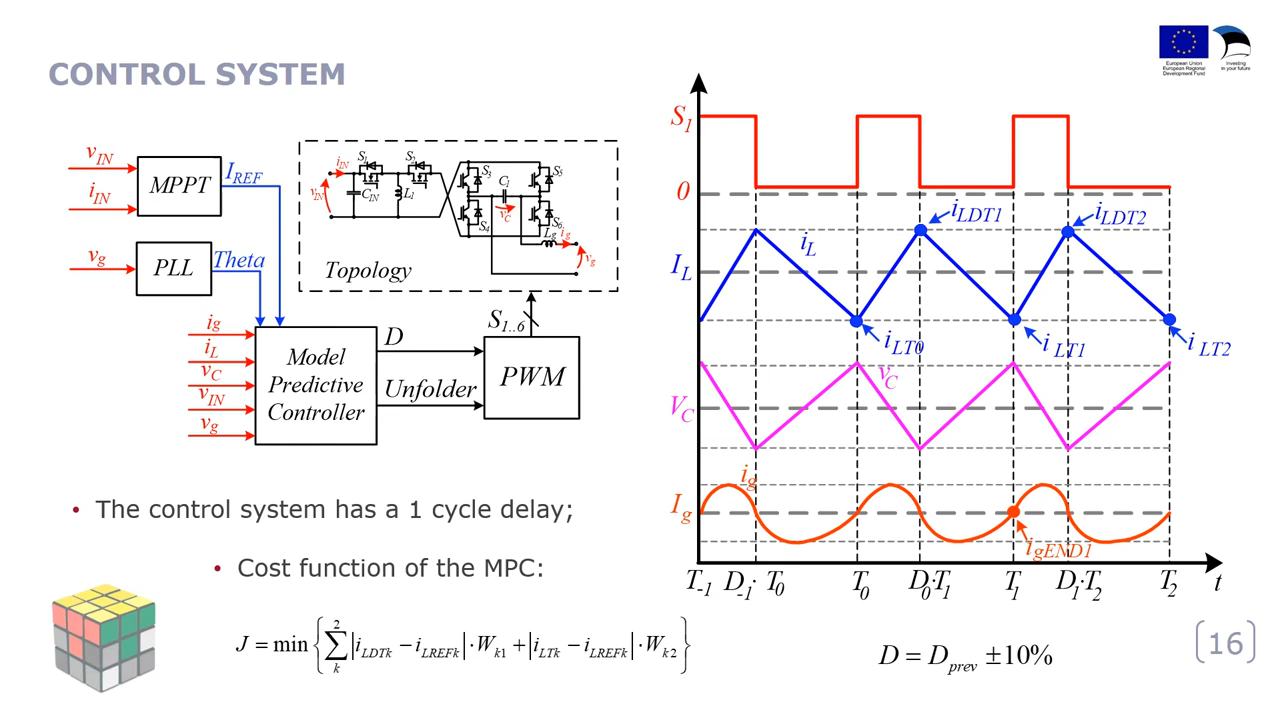 CONTROL SYSTEM
European Union
European Regional
Development Fund
Investing
in your future
v_IN
i_IN
MPPT
I_REF
v_g
PLL
Theta
i_g
i_L
v_C
v_IN
v_g
Model
Predictive
Controller
D
Unfolder
PWM
S_1..6
S_1
S_2
i_IN
v_IN
C_IN
L_1
S_3
S_5
C_1
v_C
S_4
S_6
L_g
i_g
v_g
Topology
S_1
0
i_LDT1
i_LDT2
I_L
i_L
i_LT0
i_LT1
i_LT2
v_C
V_C
i_g
I_g
i_gEND1
T_-1 D_-1·T_0 T_0 D_0·T_1 T_1 D_1·T_2 T_2 t
• The control system has a 1 cycle delay;
• Cost function of the MPC:
J = min { ∑_k^2 |i_LDTk − i_LREFk| · W_k1 + |i_LTk − i_LREFk| · W_k2 }
D = D_prev ±10%
16